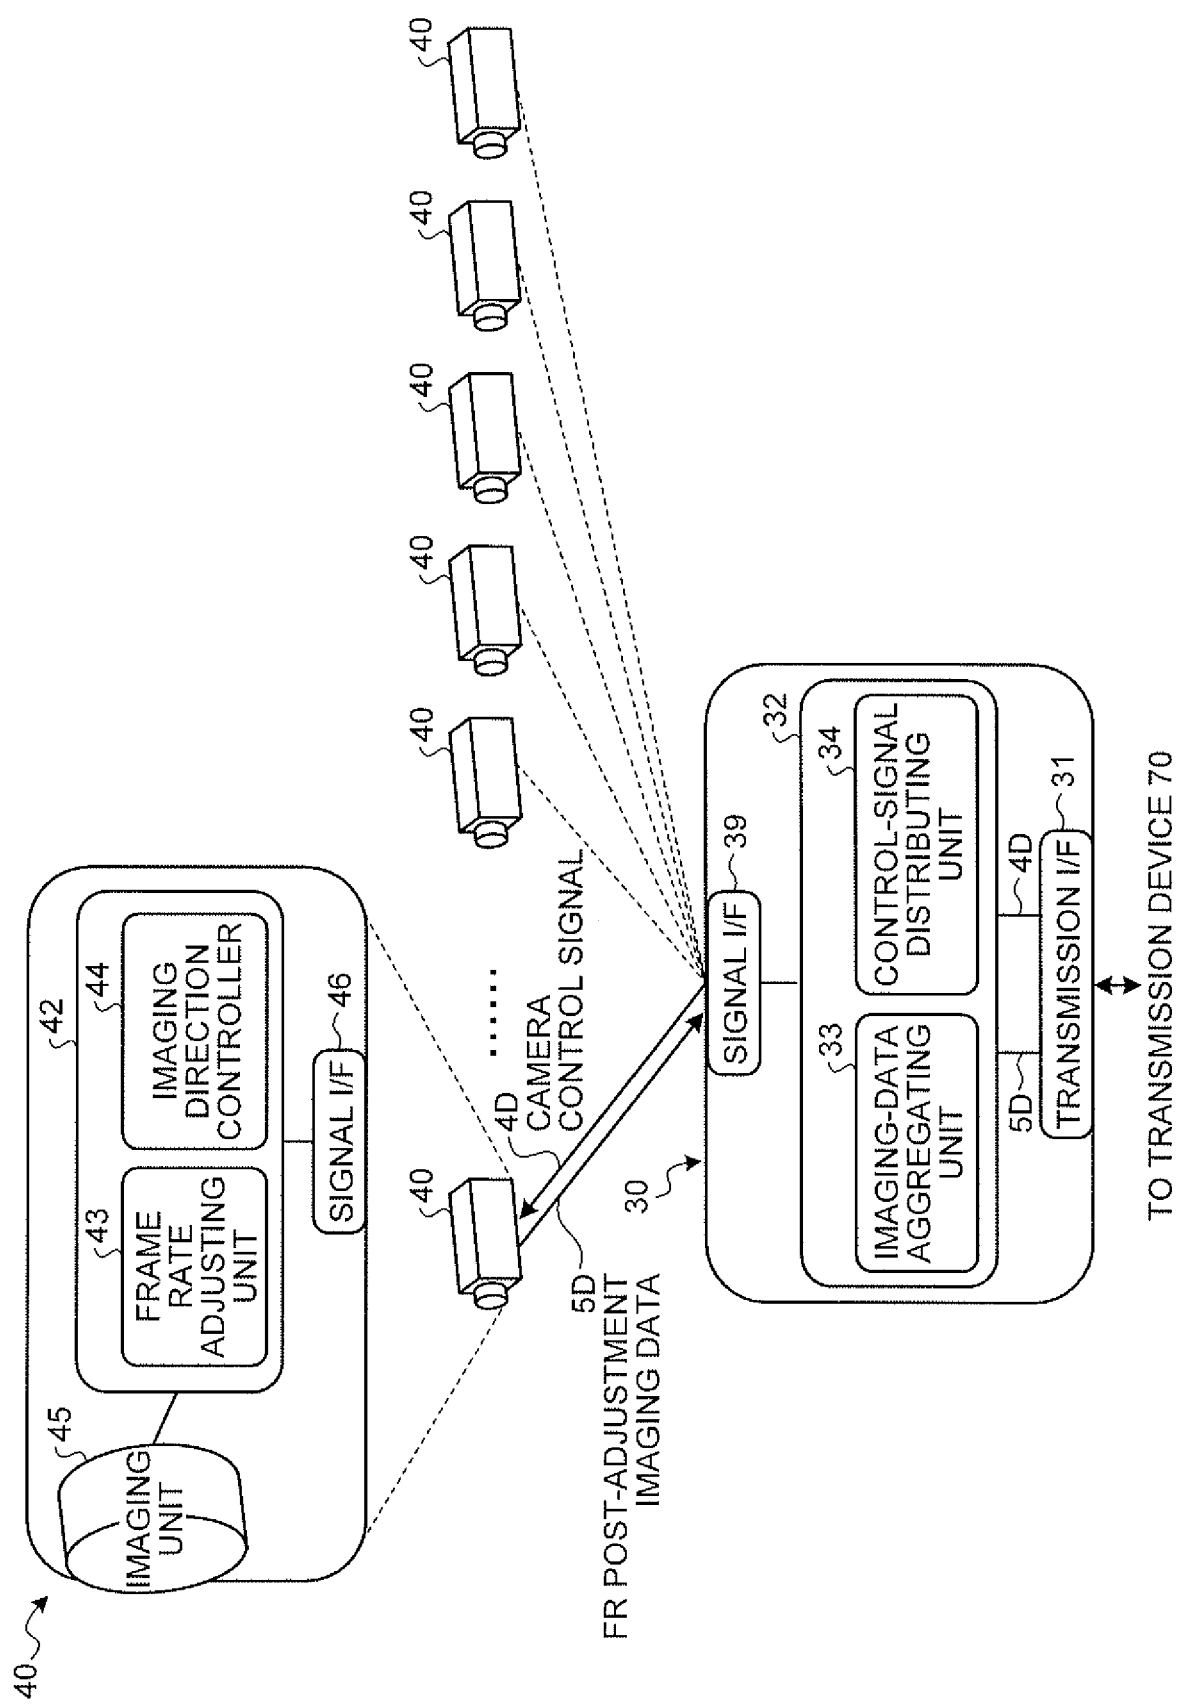 40
45
IMAGING
UNIT
42
43
FRAME
RATE
ADJUSTING
UNIT
44
IMAGING
DIRECTION
CONTROLLER
SIGNAL I/F
46
40
40
40
40
40
40
.....
4D
CAMERA
CONTROL SIGNAL
5D
FR POST-ADJUSTMENT
IMAGING DATA
30
SIGNAL I/F
39
32
33
IMAGING-DATA
AGGREGATING
UNIT
34
CONTROL-SIGNAL
DISTRIBUTING
UNIT
5D
4D
TRANSMISSION I/F
31
TO TRANSMISSION DEVICE 70